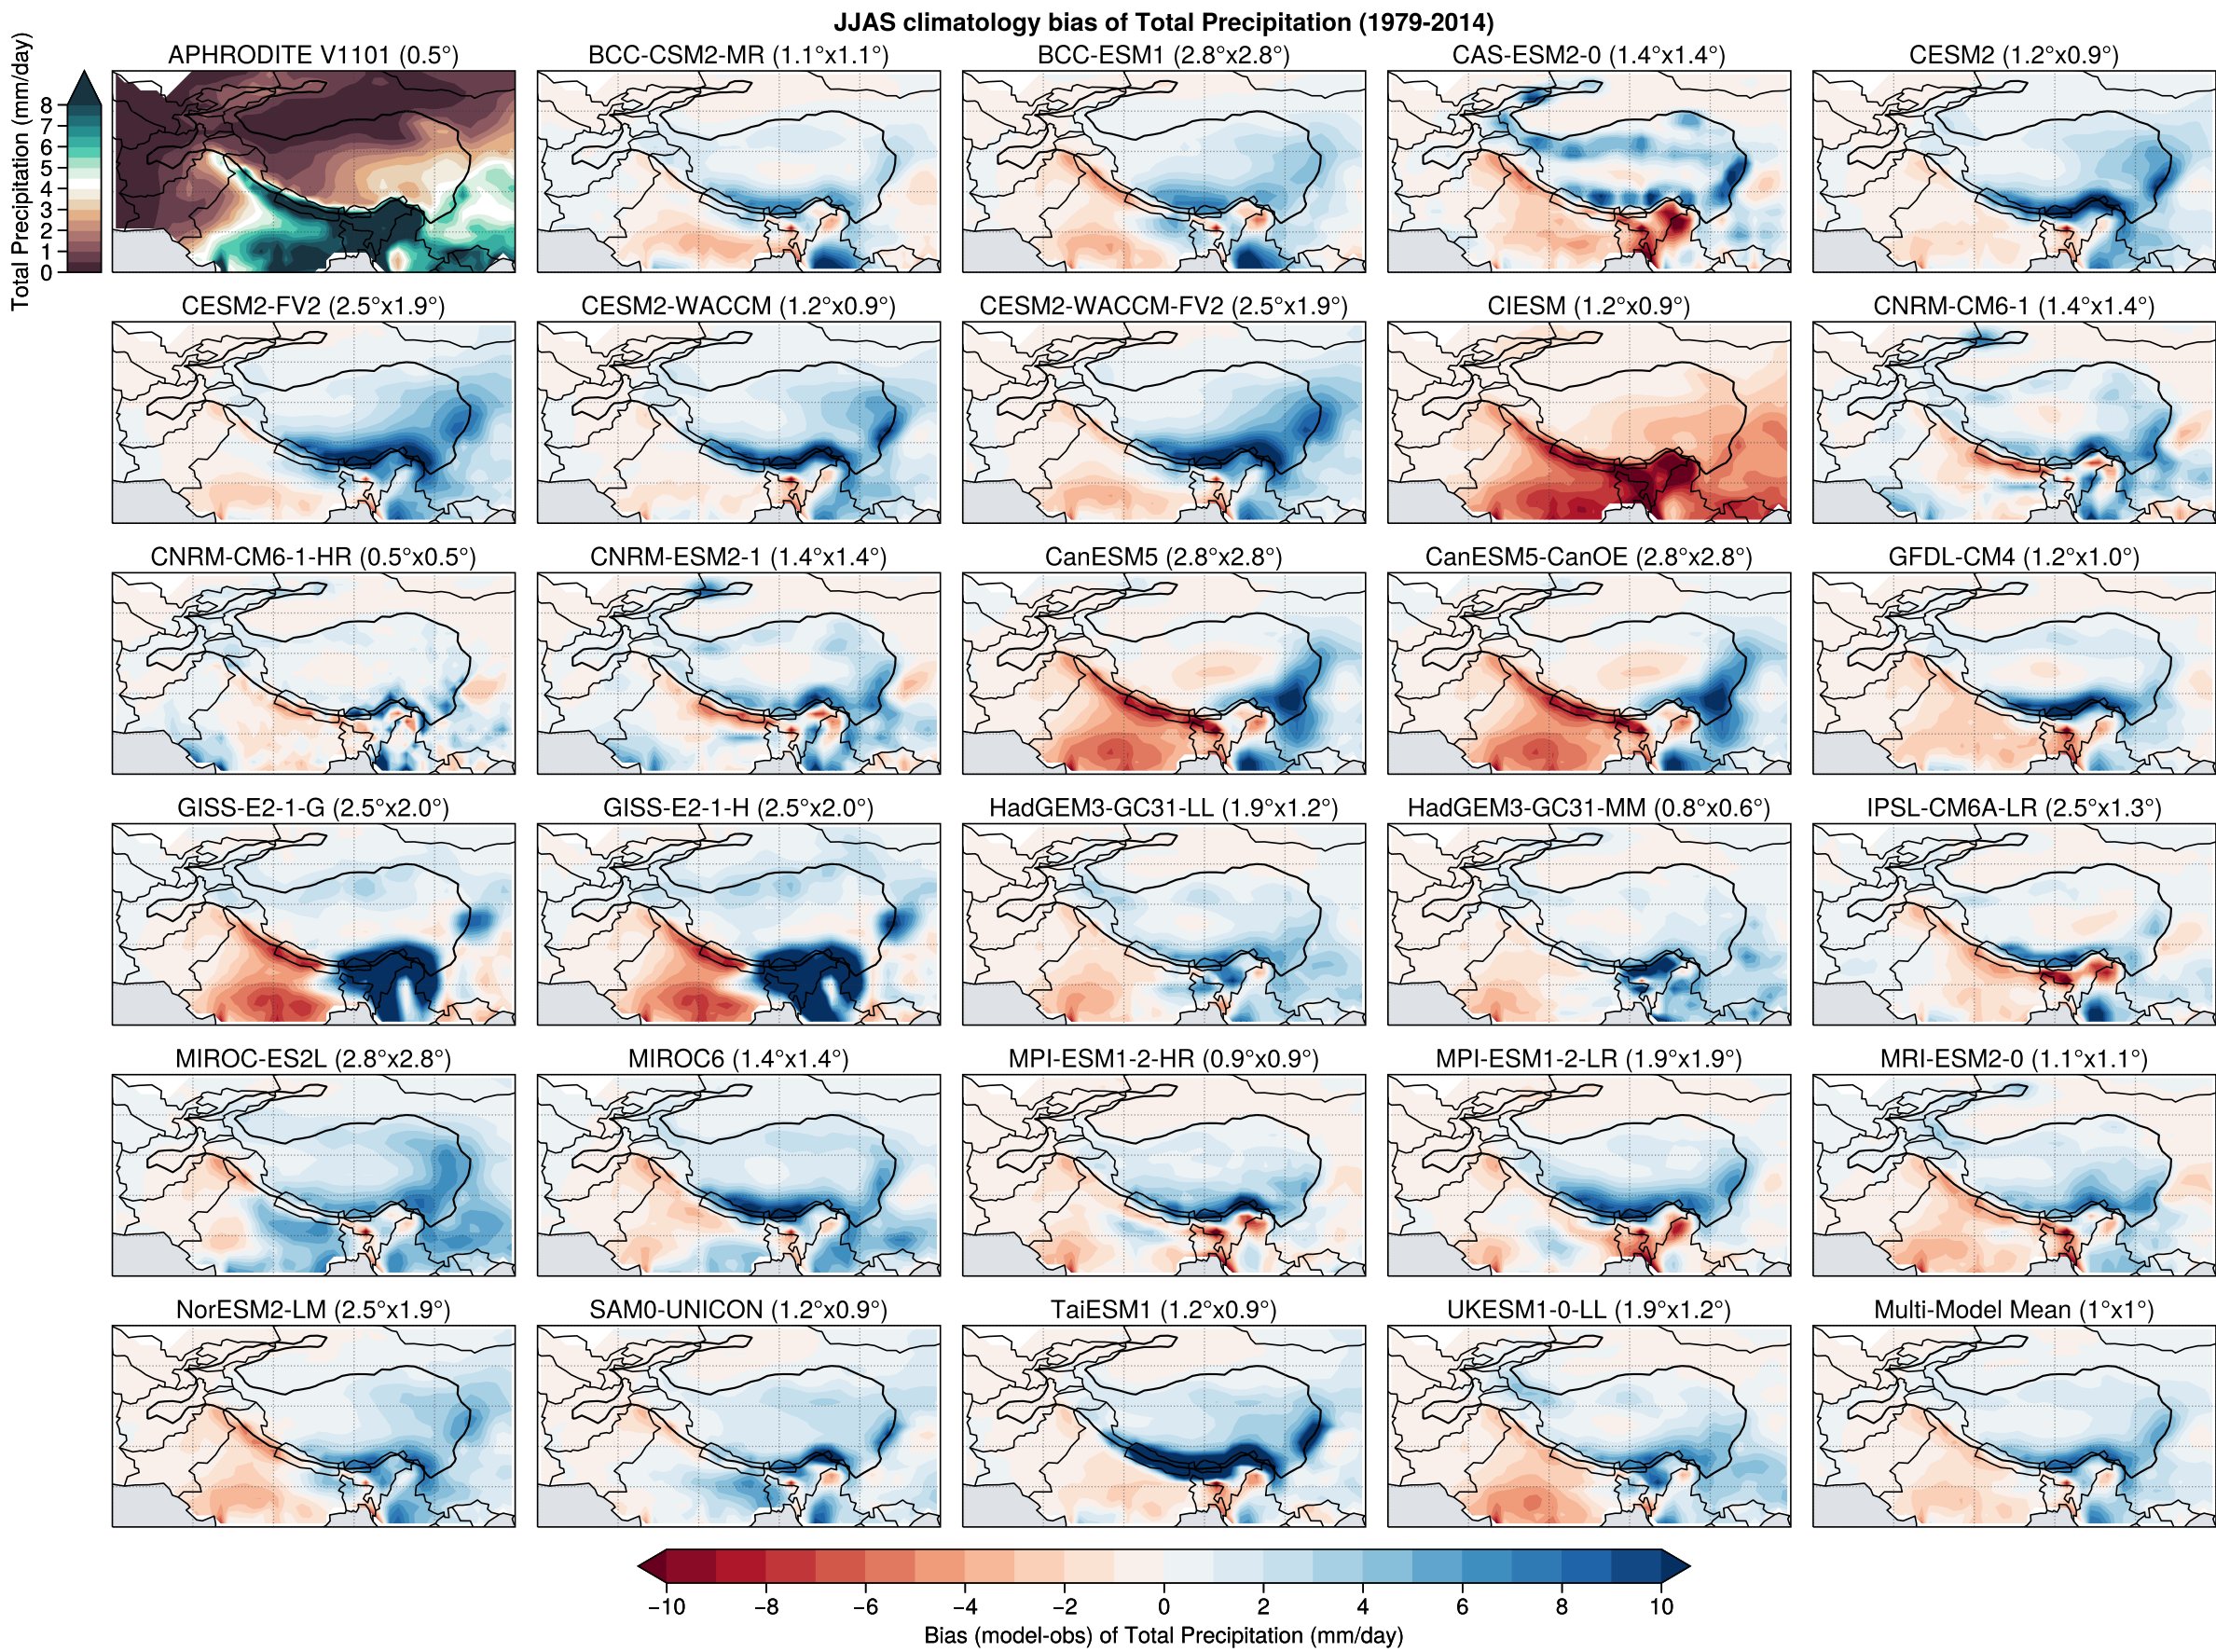 JJAS climatology bias of Total Precipitation (1979-2014)
APHRODITE V1101 (0.5°)
BCC-CSM2-MR (1.1°x1.1°)
BCC-ESM1 (2.8°x2.8°)
CAS-ESM2-0 (1.4°x1.4°)
CESM2 (1.2°x0.9°)
Total Precipitation (mm/day)
8
7
6
5
4
3
2
1
0
CESM2-FV2 (2.5°x1.9°)
CESM2-WACCM (1.2°x0.9°)
CESM2-WACCM-FV2 (2.5°x1.9°)
CIESM (1.2°x0.9°)
CNRM-CM6-1 (1.4°x1.4°)
CNRM-CM6-1-HR (0.5°x0.5°)
CNRM-ESM2-1 (1.4°x1.4°)
CanESM5 (2.8°x2.8°)
CanESM5-CanOE (2.8°x2.8°)
GFDL-CM4 (1.2°x1.0°)
GISS-E2-1-G (2.5°x2.0°)
GISS-E2-1-H (2.5°x2.0°)
HadGEM3-GC31-LL (1.9°x1.2°)
HadGEM3-GC31-MM (0.8°x0.6°)
IPSL-CM6A-LR (2.5°x1.3°)
MIROC-ES2L (2.8°x2.8°)
MIROC6 (1.4°x1.4°)
MPI-ESM1-2-HR (0.9°x0.9°)
MPI-ESM1-2-LR (1.9°x1.9°)
MRI-ESM2-0 (1.1°x1.1°)
NorESM2-LM (2.5°x1.9°)
SAM0-UNICON (1.2°x0.9°)
TaiESM1 (1.2°x0.9°)
UKESM1-0-LL (1.9°x1.2°)
Multi-Model Mean (1°x1°)
−10 −8 −6 −4 −2 0 2 4 6 8 10
Bias (model-obs) of Total Precipitation (mm/day)